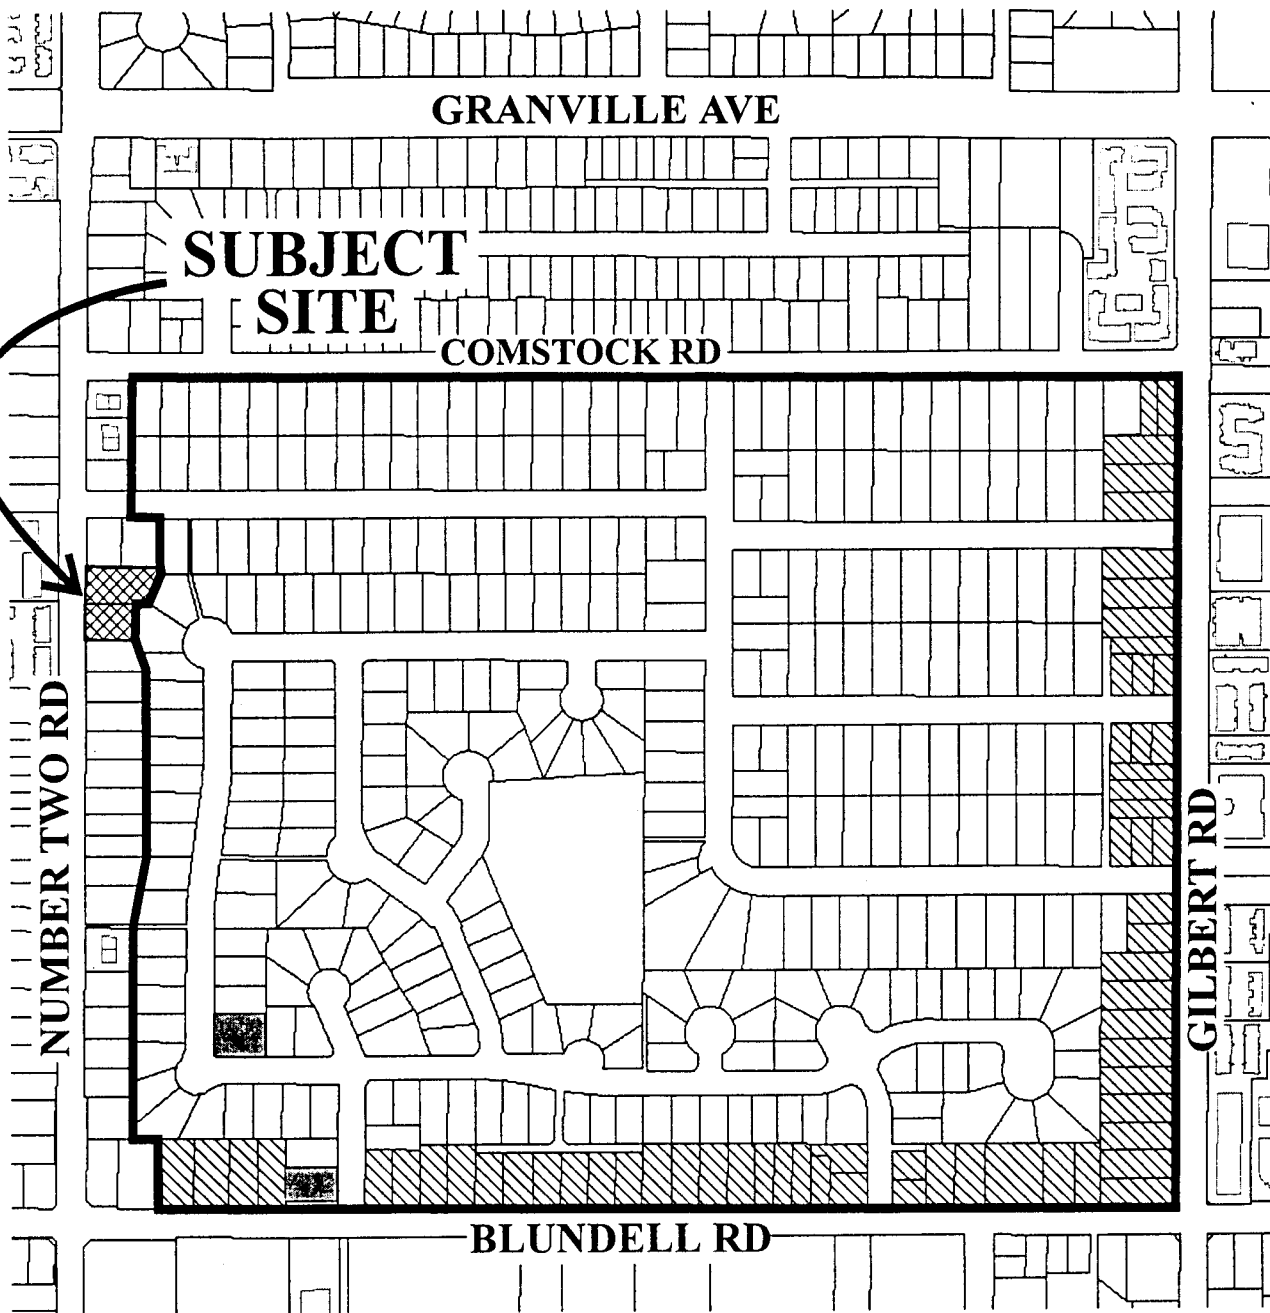 GRANVILLE AVE
SUBJECT
SITE
COMSTOCK RD
NUMBER TWO RD
GILBERT RD
BLUNDELL RD